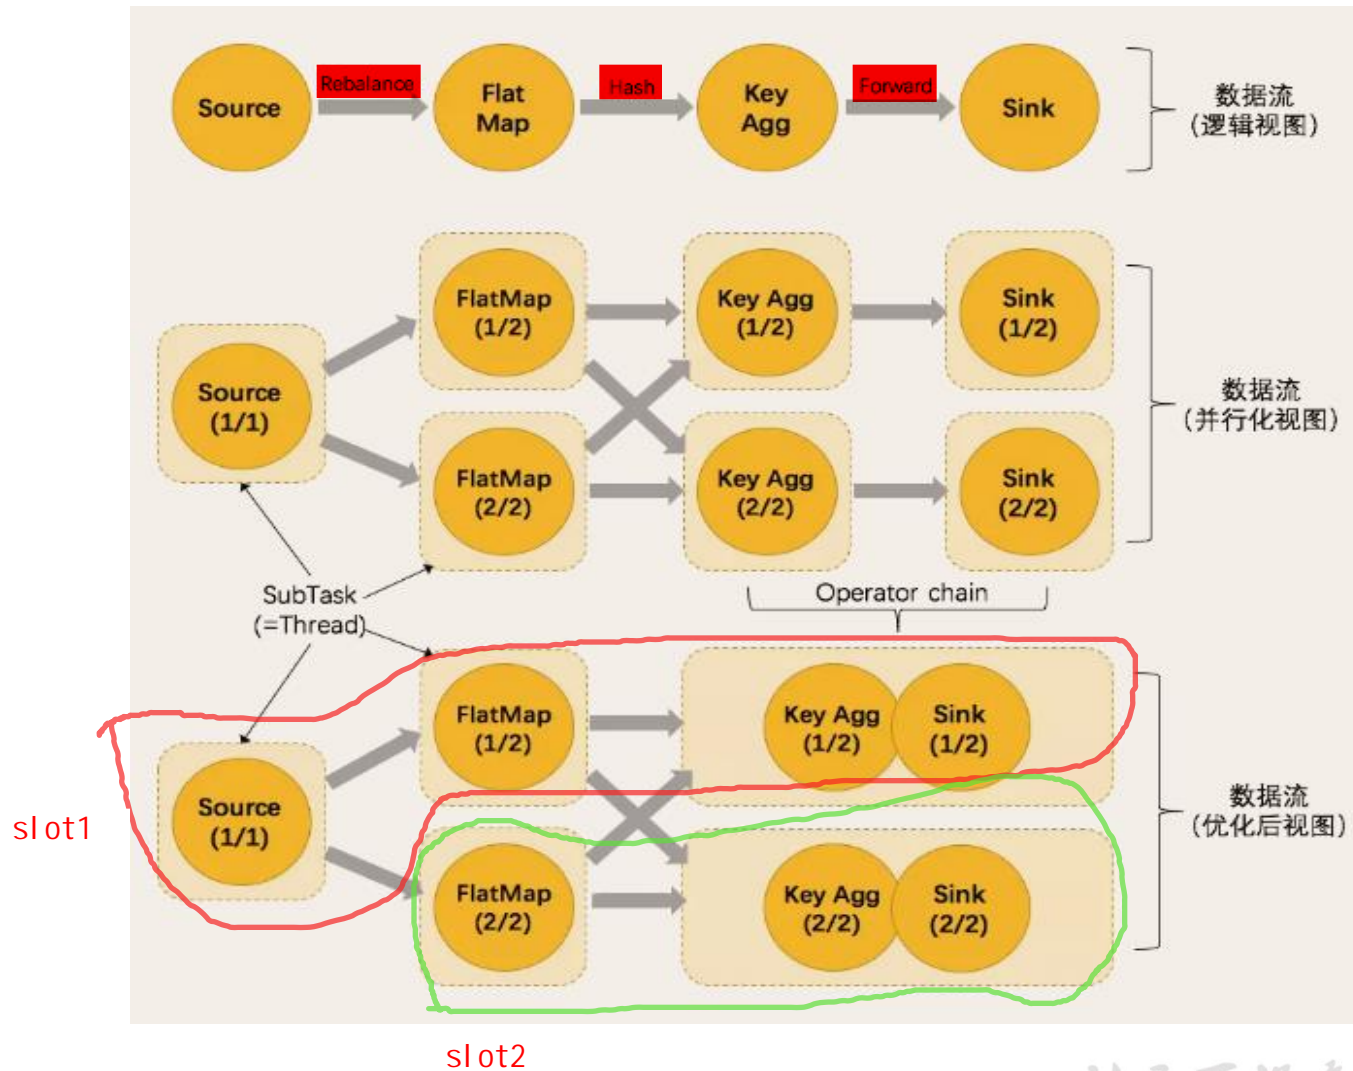 Source
Rebalance
Flat
Map
Hash
Key
Agg
Forward
Sink
数据流
(逻辑视图)
FlatMap
(1/2)
Key Agg
(1/2)
Sink
(1/2)
Source
(1/1)
数据流
(并行化视图)
FlatMap
(2/2)
Key Agg
(2/2)
Sink
(2/2)
SubTask
(=Thread)
Operator chain
FlatMap
(1/2)
Key Agg
(1/2)
Sink
(1/2)
slot1
Source
(1/1)
数据流
(优化后视图)
FlatMap
(2/2)
Key Agg
(2/2)
Sink
(2/2)
slot2